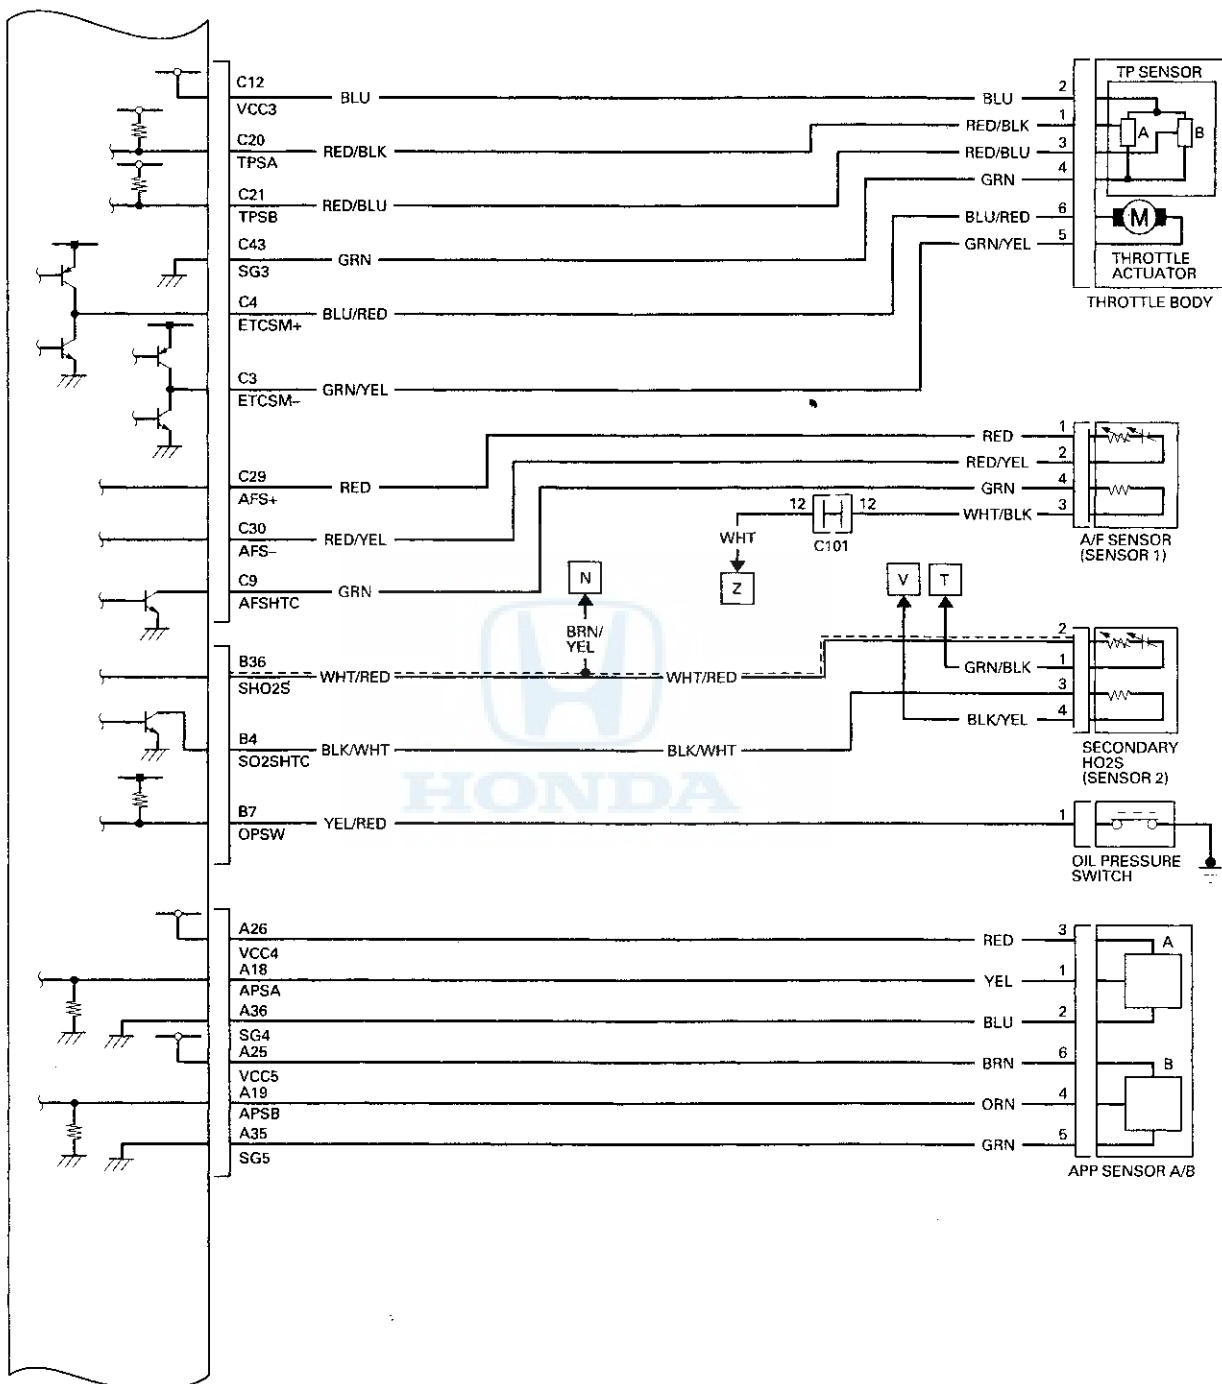 TP SENSOR
C12 BLU BLU 2
VCC3
RED/BLK 1 A B
C20 RED/BLK RED/BLU 3
TPSA
GRN 4
C21 RED/BLU
TPSB
BLU/RED 6 M
C43 GRN GRN/YEL 5
SG3
THROTTLE
ACTUATOR
THROTTLE BODY
C4 BLU/RED
ETCSM+
C3 GRN/YEL
ETCSM–
RED 1
RED/YEL 2
C29 RED GRN 4
AFS+
12 12 WHT/BLK 3
C101
WHT
Z
A/F SENSOR
(SENSOR 1)
C30 RED/YEL
AFS–
C9 GRN
AFSHTC
N V T
BRN/
YEL
2
B36 WHT/RED WHT/RED GRN/BLK 1
SHO2S
3
BLK/YEL 4
B4 BLK/WHT BLK/WHT
SO2SHTC
SECONDARY
HO2S
(SENSOR 2)
HONDA
B7 YEL/RED 1
OPSW
OIL PRESSURE
SWITCH
A26 RED 3 A
VCC4
A18 YEL 1
APSA
A36 BLU 2
SG4
A25 BRN 6 B
VCC5
A19 ORN 4
APSB
A35 GRN 5
SG5
APP SENSOR A/B